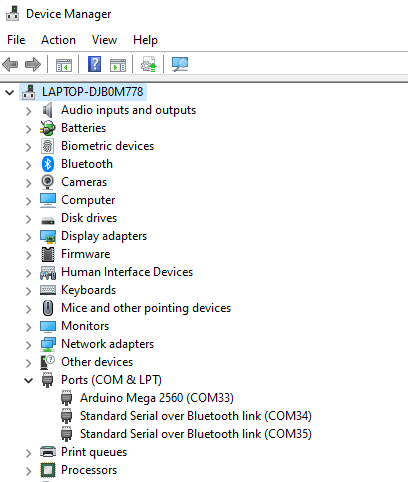 Device Manager
File Action View Help
LAPTOP-DJB0M778
Audio inputs and outputs
Batteries
Biometric devices
Bluetooth
Cameras
Computer
Disk drives
Display adapters
Firmware
Human Interface Devices
Keyboards
Mice and other pointing devices
Monitors
Network adapters
Other devices
Ports (COM & LPT)
Arduino Mega 2560 (COM33)
Standard Serial over Bluetooth link (COM34)
Standard Serial over Bluetooth link (COM35)
Print queues
Processors